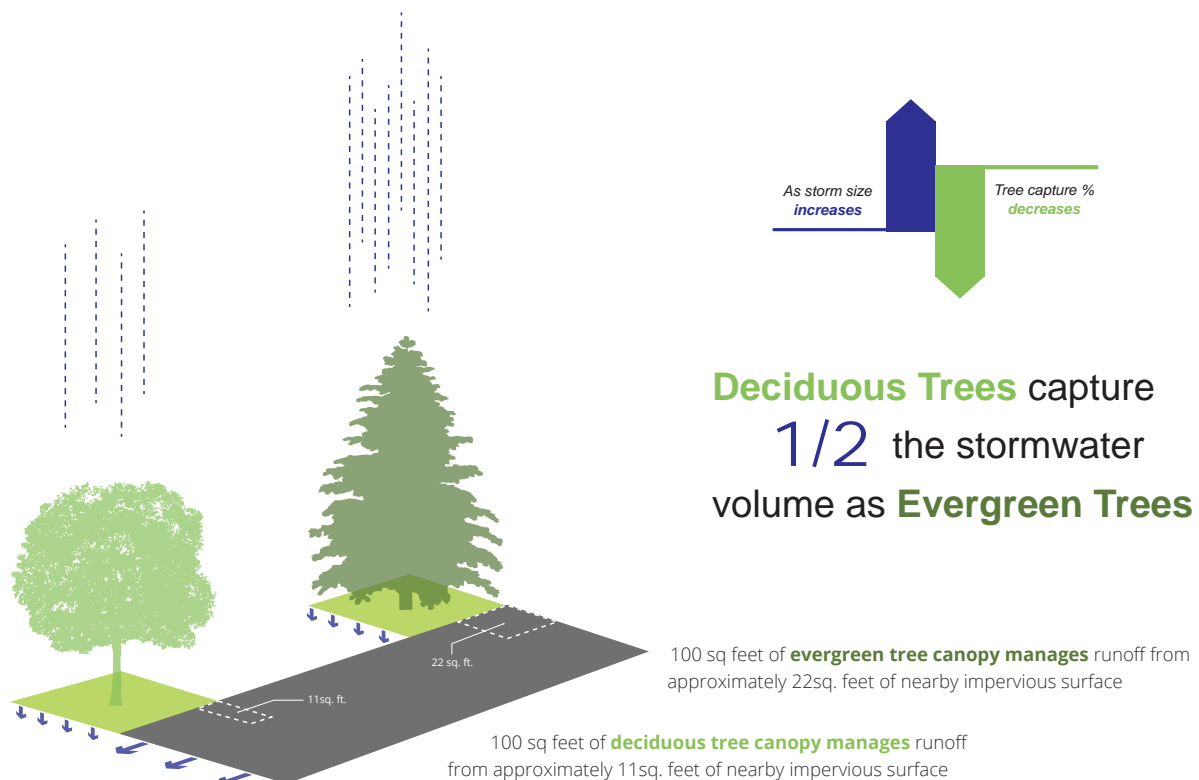 As storm size
increases
Tree capture %
decreases
Deciduous Trees capture
1/2 the stormwater
volume as Evergreen Trees
22 sq. ft.
11sq. ft.
100 sq feet of evergreen tree canopy manages runoff from
approximately 22sq. feet of nearby impervious surface
100 sq feet of deciduous tree canopy manages runoff
from approximately 11sq. feet of nearby impervious surface